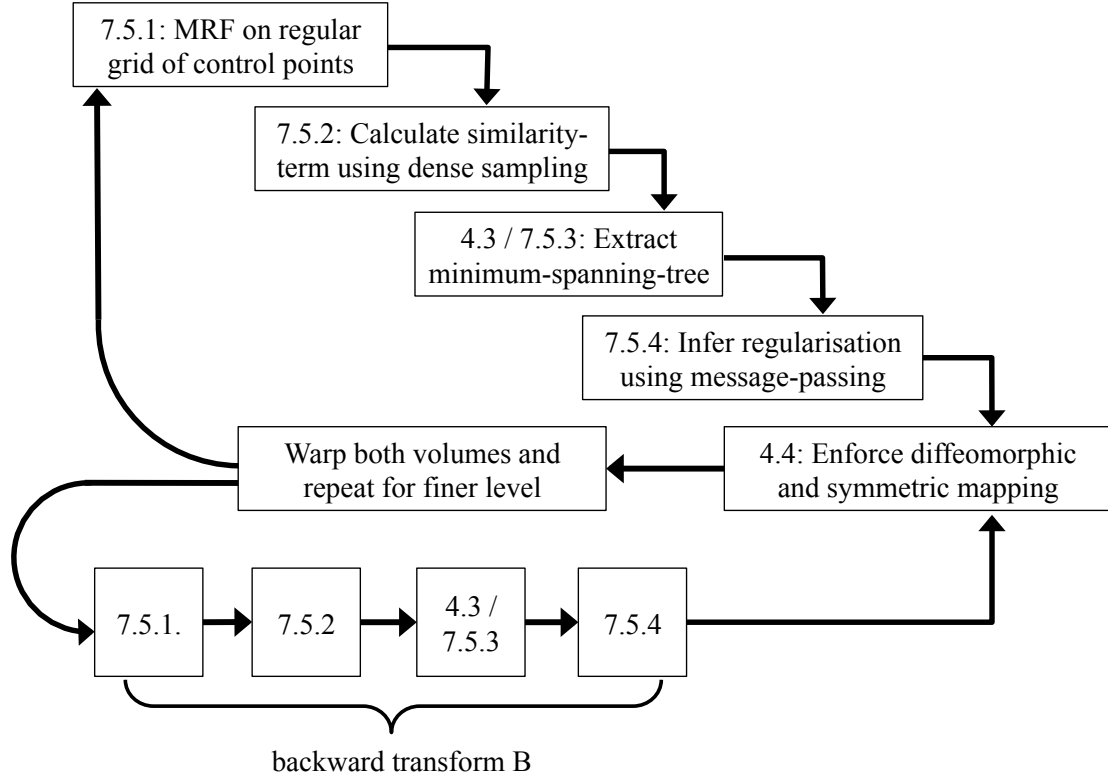 7.5.1: MRF on regular
grid of control points
7.5.2: Calculate similarity-
term using dense sampling
4.3 / 7.5.3: Extract
minimum-spanning-tree
7.5.4: Infer regularisation
using message-passing
Warp both volumes and
repeat for finer level
4.4: Enforce diffeomorphic
and symmetric mapping
7.5.1.
7.5.2
4.3 /
7.5.3
7.5.4
backward transform B